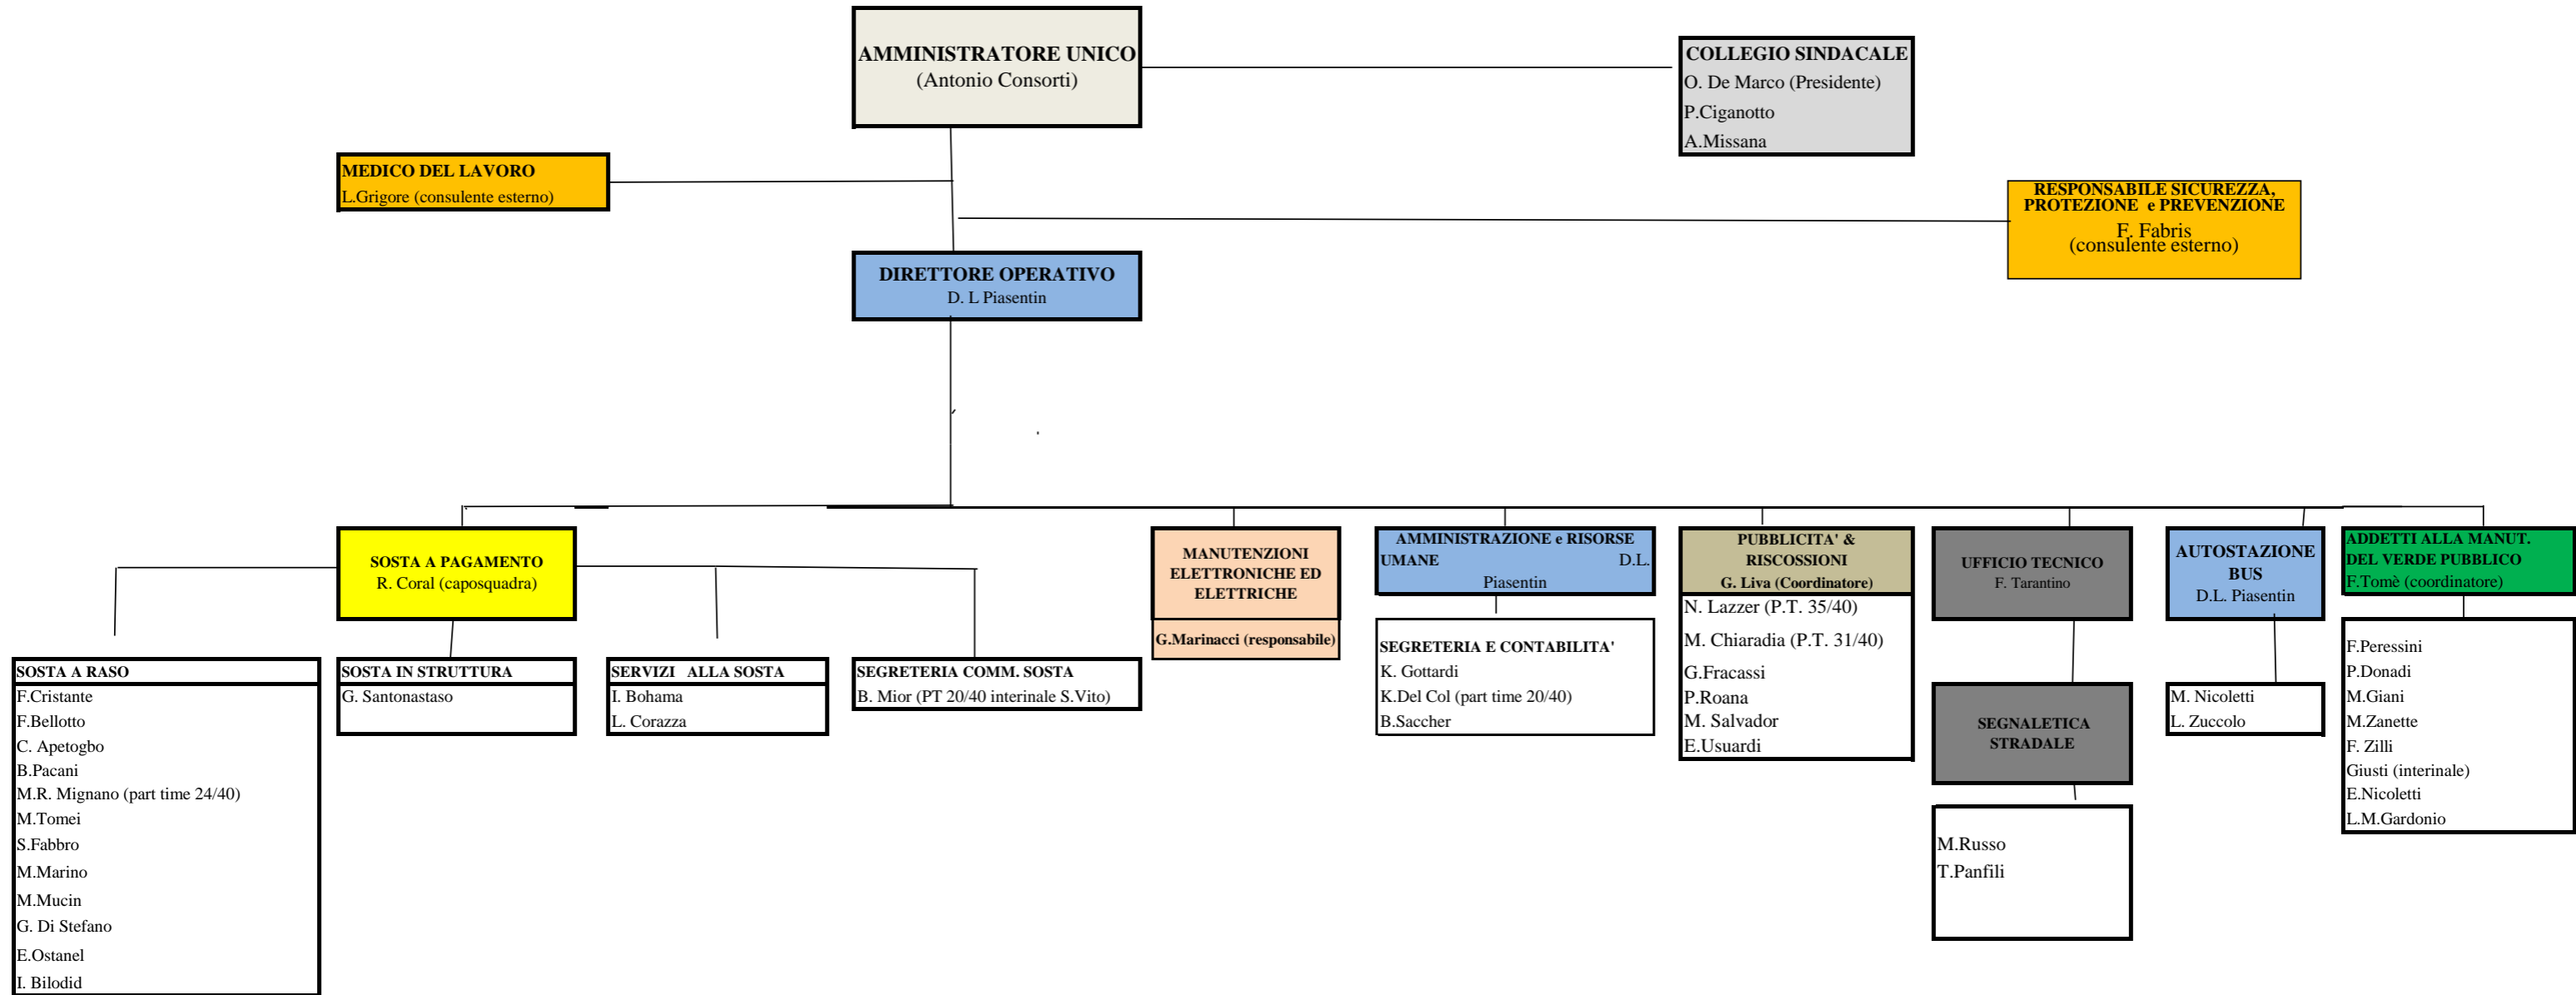 AMMINISTRATORE UNICO
(Antonio Consorti)
COLLEGIO SINDACALE
O. De Marco (Presidente)
P.Ciganotto
A.Missana
MEDICO DEL LAVORO
L.Grigore (consulente esterno)
RESPONSABILE SICUREZZA,
PROTEZIONE e PREVENZIONE
F. Fabris
(consulente esterno)
DIRETTORE OPERATIVO
D. L Piasentin
SOSTA A PAGAMENTO
R. Coral (caposquadra)
SOSTA A RASO
F.Cristante
F.Bellotto
C. Apetogbo
B.Pacani
M.R. Mignano (part time 24/40)
M.Tomei
S.Fabbro
M.Marino
M.Mucin
G. Di Stefano
E.Ostanel
I. Bilodid
SOSTA IN STRUTTURA
G. Santonastaso
SERVIZI ALLA SOSTA
I. Bohama
L. Corazza
SEGRETERIA COMM. SOSTA
B. Mior (PT 20/40 interinale S.Vito)
MANUTENZIONI
ELETTRONICHE ED
ELETTRICHE
G.Marinacci (responsabile)
AMMINISTRAZIONE e RISORSE
UMANE D.L.
Piasentin
SEGRETERIA E CONTABILITA'
K. Gottardi
K.Del Col (part time 20/40)
B.Saccher
PUBBLICITA' &
RISCOSSIONI
G. Liva (Coordinatore)
N. Lazzer (P.T. 35/40)
M. Chiaradia (P.T. 31/40)
G.Fracassi
P.Roana
M. Salvador
E.Usuardi
UFFICIO TECNICO
F. Tarantino
SEGNALETICA
STRADALE
M.Russo
T.Panfili
AUTOSTAZIONE
BUS
D.L. Piasentin
M. Nicoletti
L. Zuccolo
ADDETTI ALLA MANUT.
DEL VERDE PUBBLICO
F.Tomè (coordinatore)
F.Peressini
P.Donadi
M.Giani
M.Zanette
F. Zilli
Giusti (interinale)
E.Nicoletti
L.M.Gardonio